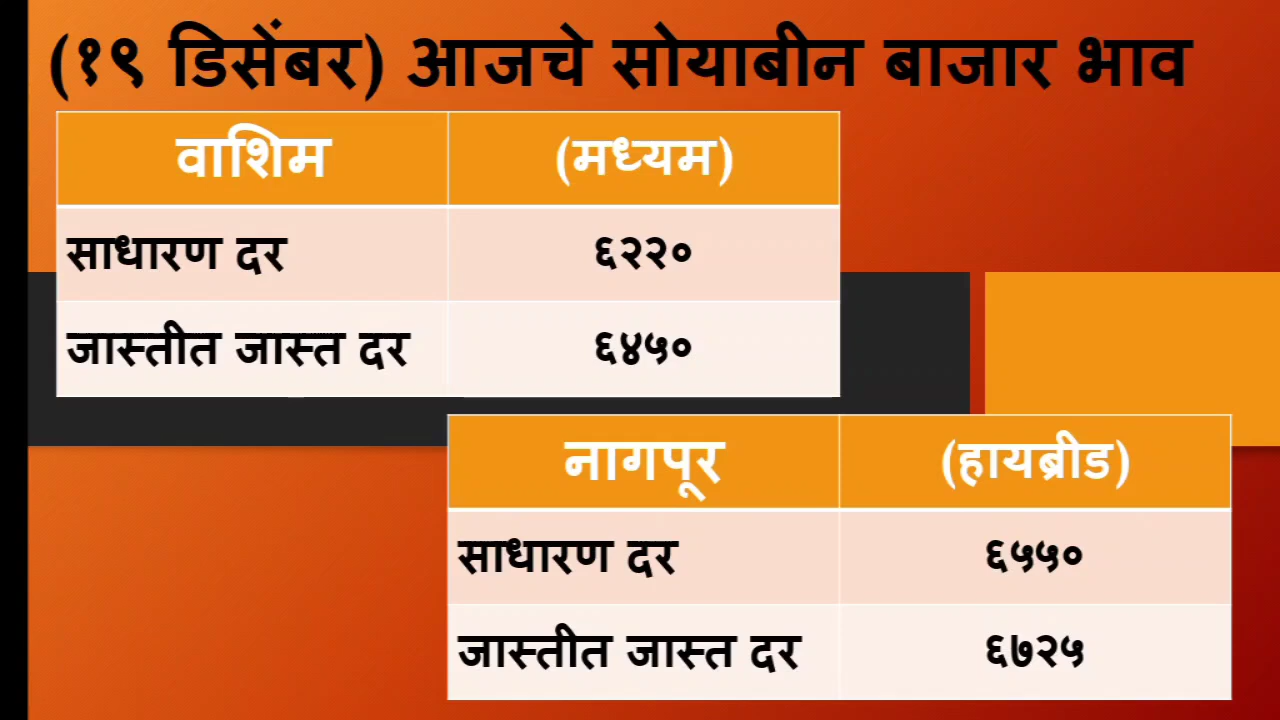 (१९ डिसेंबर) आजचे सोयाबीन बाजार भाव
वाशिम (मध्यम)
साधारण दर ६२२०
जास्तीत जास्त दर ६४५०
नागपूर (हायब्रीड)
साधारण दर ६५५०
जास्तीत जास्त दर ६७२५